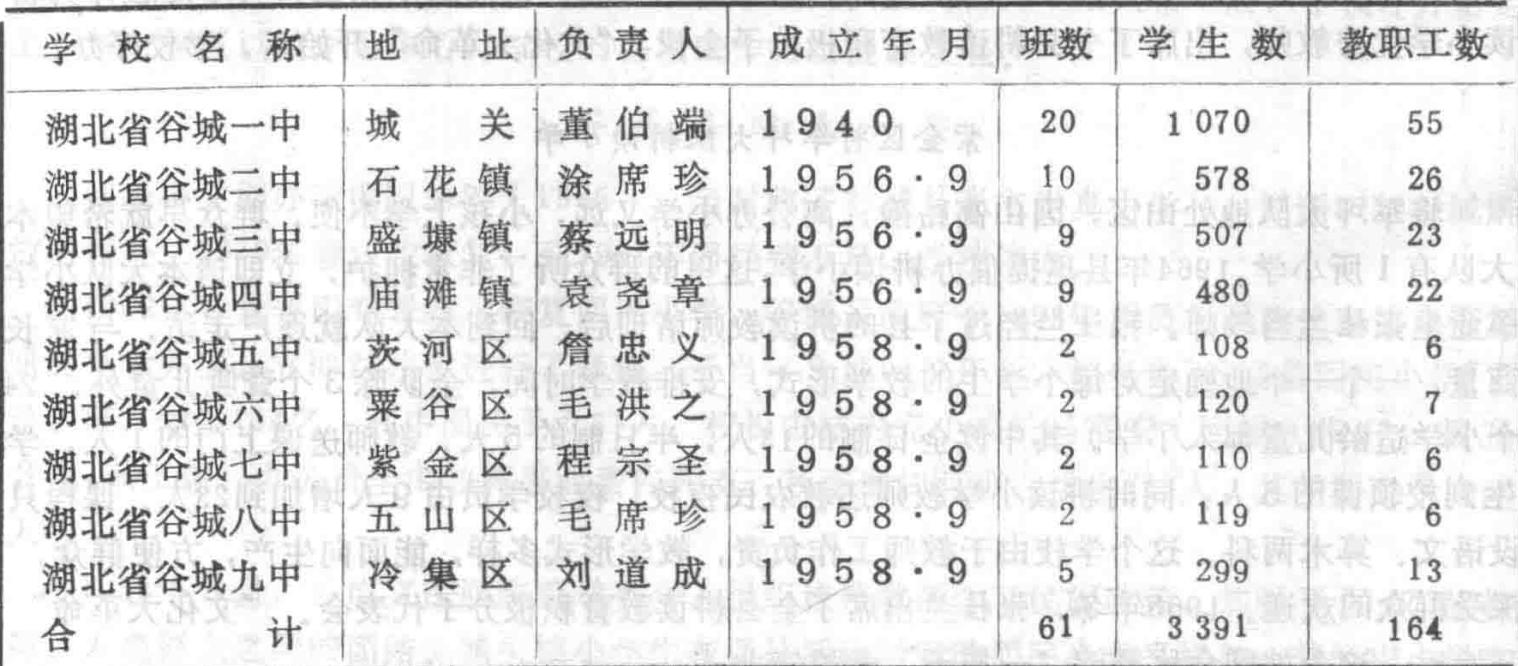 学校名称 地址 负责人 成立年月 班数 学生数 教职工数
湖北省谷城一中 城关 董伯端 1940 20 1070 55
湖北省谷城二中 石花镇 涂席珍 1956·9 10 578 26
湖北省谷城三中 盛墩镇 蔡远明 1956·9 9 507 23
湖北省谷城四中 庙滩镇 袁尧章 1956·9 9 480 22
湖北省谷城五中 茨河区 詹忠义 1958·9 2 108 6
湖北省谷城六中 粟谷区 毛洪之 1958·9 2 120 7
湖北省谷城七中 紫金区 程宗圣 1958·9 2 110 6
湖北省谷城八中 五山区 毛席珍 1958·9 2 119 6
湖北省谷城九中 冷集区 刘道成 1958·9 5 299 13
合计 61 3391 164